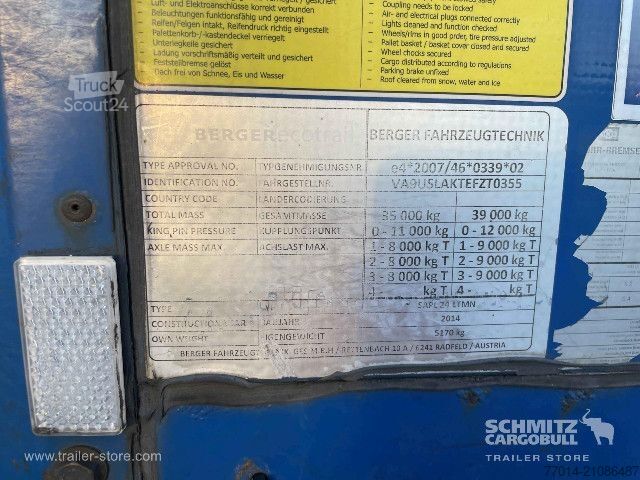 Luft- und Elektroanschlüsse korrekt verbunden
Beleuchtungen funktionsfähig und gereinigt
Reifen/Felgen intakt, Reifendruck richtig eingestellt
Palettenkorb-/-kastendeckel verriegelt
Unterlegkeile gesichert
Ladung vorschriftsmäßig verteilt und gesichert
Feststellbremse gelöst
Dach frei von Schnee, Eis und Wasser
Coupling needs to be locked
Air- and electrical plugs connected correctly
Lights cleaned and function checked
Wheels/rims in good order, tire pressure adjusted
Pallet basket / basket cover closed and secured
Wheel chocks secured
Cargo distributed according to regulations
Parking brake unfixed
Roof cleared from snow, water and ice
Truck
Scout24
BERGERecotrail BERGER FAHRZEUGTECHNIK
TYPE APPROVAL NO. TYPGENEHMIGUNGSNR e4*2007/46*0339*02
IDENTIFICATION NO. FAHRGESTELLNR. VA9USLAKTEFZT0355
COUNTRY CODE LÄNDERCODIERUNG
TOTAL MASS GESAMTMASSE 35 000 kg 39 000 kg
KING PIN PRESSURE KUPPLUNGSPUNKT 0 - 11 000 kg 0 - 12 000 kg
AXLE MASS MAX. ACHSLAST MAX. 1 - 8 000 kg T 1 - 9 000 kg T
2 - 8 000 kg T 2 - 9 000 kg T
3 - 8 000 kg T 3 - 9 000 kg T
kg T 4 - kg T
TYPE SAPL 24 LTMN
CONSTRUCTION YEAR BAUJAHR 2014
OWN WEIGHT EIGENGEWICHT 5170 kg
BERGER FAHRZEUGTECHNIK GES.M.B.H / REITENBACH 10 A / 6241 RADFELD / AUSTRIA
SCHMITZ
CARGOBULL
TRAILER STORE
www.trailer-store.com
77014-21086487